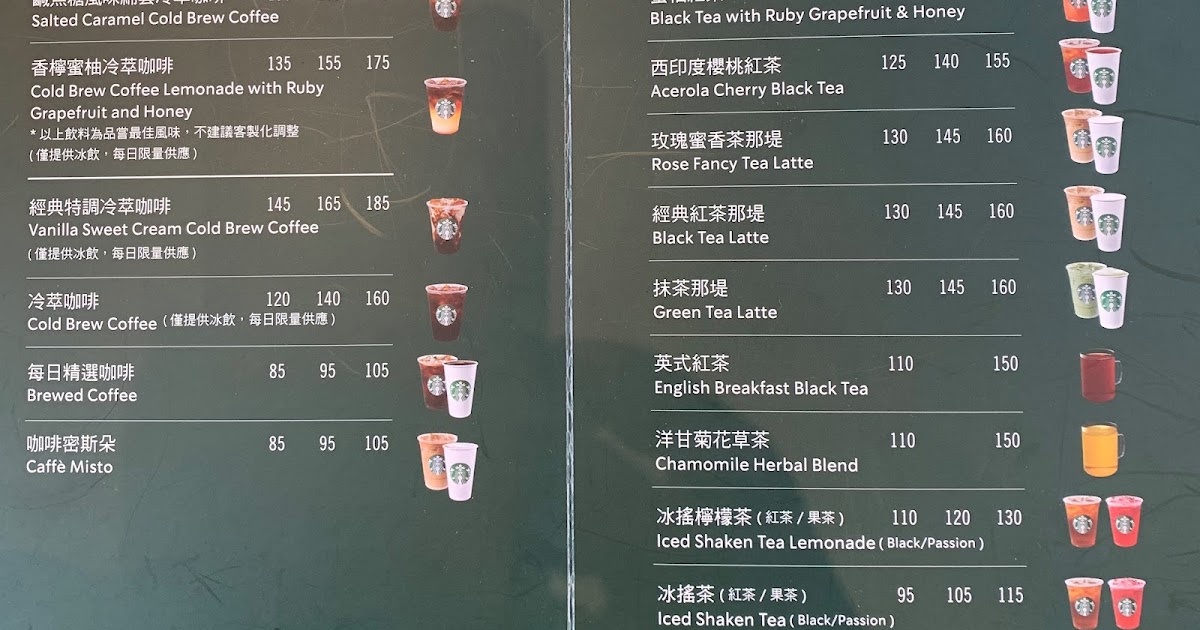 Salted Caramel Cold Brew Coffee
香檸蜜柚冷萃咖啡 135 155 175
Cold Brew Coffee Lemonade with Ruby
Grapefruit and Honey
* 以上飲料為品嘗最佳風味，不建議客製化調整
( 僅提供冰飲，每日限量供應 )
經典特調冷萃咖啡 145 165 185
Vanilla Sweet Cream Cold Brew Coffee
( 僅提供冰飲，每日限量供應 )
冷萃咖啡 120 140 160
Cold Brew Coffee ( 僅提供冰飲，每日限量供應 )
每日精選咖啡 85 95 105
Brewed Coffee
咖啡密斯朵 85 95 105
Caffè Misto
Black Tea with Ruby Grapefruit & Honey
西印度櫻桃紅茶 125 140 155
Acerola Cherry Black Tea
玫瑰蜜香茶那堤 130 145 160
Rose Fancy Tea Latte
經典紅茶那堤 130 145 160
Black Tea Latte
抹茶那堤 130 145 160
Green Tea Latte
英式紅茶 110 150
English Breakfast Black Tea
洋甘菊花草茶 110 150
Chamomile Herbal Blend
冰搖檸檬茶 ( 紅茶 / 果茶 ) 110 120 130
Iced Shaken Tea Lemonade ( Black/Passion )
冰搖茶 ( 紅茶 / 果茶 ) 95 105 115
Iced Shaken Tea ( Black/Passion )